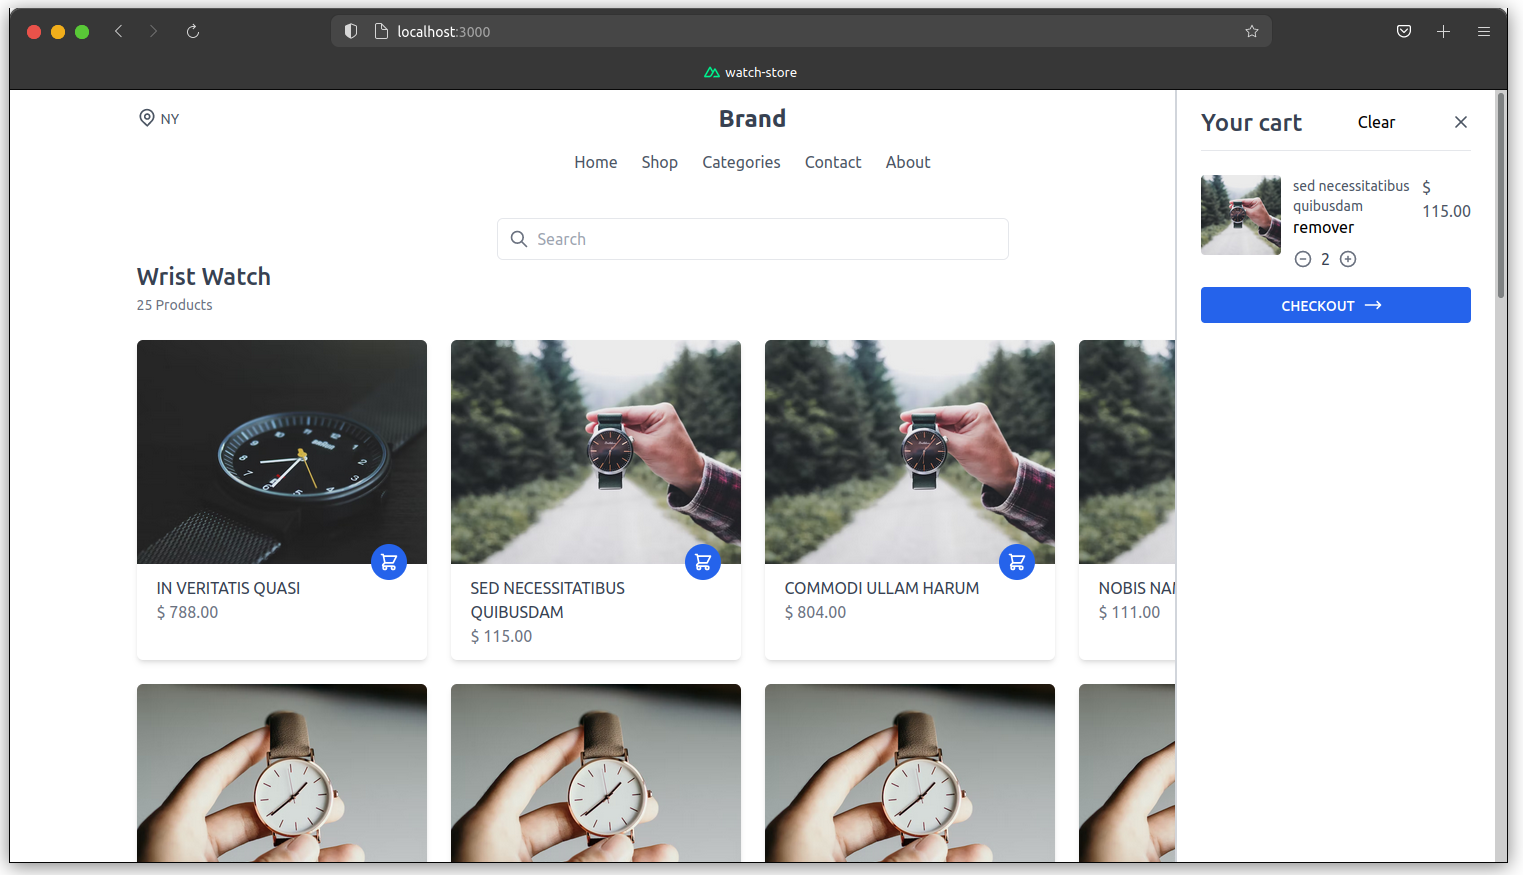 localhost:3000
watch-store
NY
Brand
Home Shop Categories Contact About
Search
Wrist Watch
25 Products
IN VERITATIS QUASI
$ 788.00
SED NECESSITATIBUS
QUIBUSDAM
$ 115.00
COMMODI ULLAM HARUM
$ 804.00
NOBIS
$ 111.00
Your cart
Clear
sed necessitatibus
quibusdam
$
115.00
remover
2
CHECKOUT